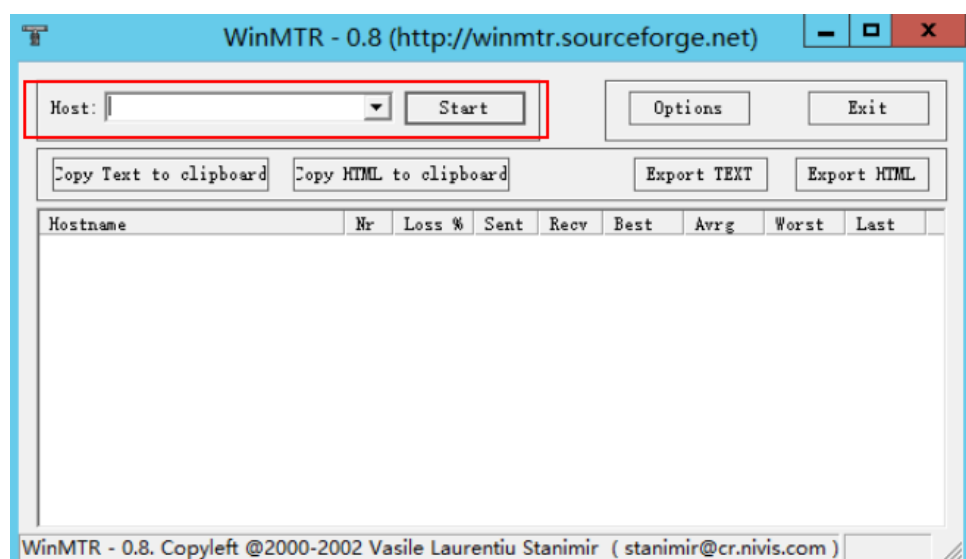 WinMTR - 0.8 (http://winmtr.sourceforge.net)
Host: Start Options Exit
Copy Text to clipboard Copy HTML to clipboard Export TEXT Export HTML
Hostname Nr Loss % Sent Recv Best Avrg Worst Last
WinMTR - 0.8. Copyleft @2000-2002 Vasile Laurentiu Stanimir ( stanimir@cr.nivis.com )